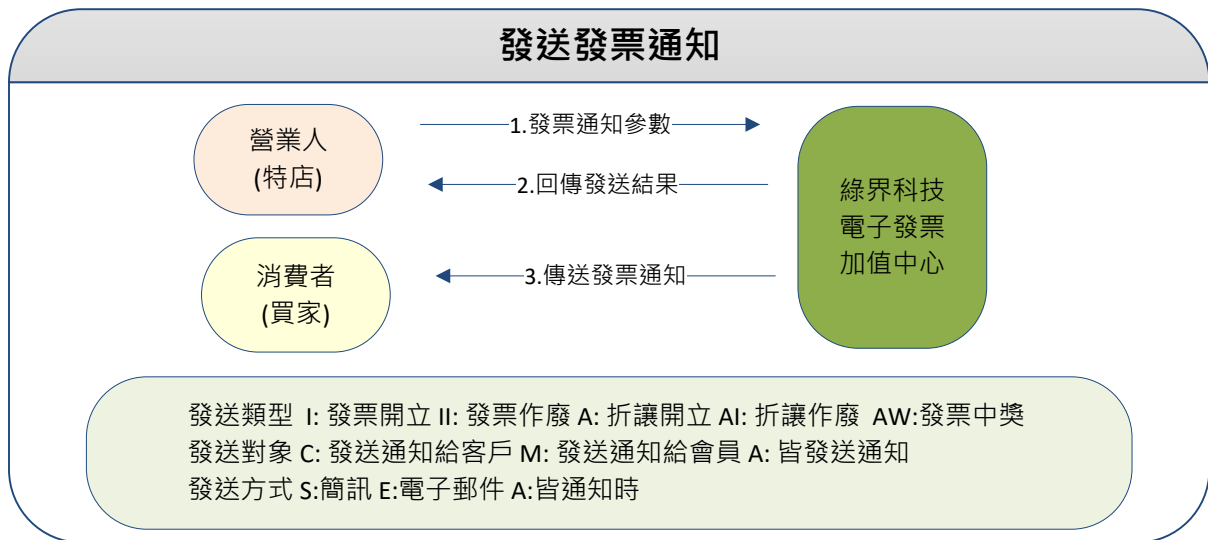 發送發票通知
營業人
(特店)
1.發票通知參數
2.回傳發送結果
綠界科技
電子發票
加值中心
消費者
(買家)
3.傳送發票通知
發送類型 I: 發票開立 II: 發票作廢 A: 折讓開立 AI: 折讓作廢 AW:發票中獎
發送對象 C: 發送通知給客戶 M: 發送通知給會員 A: 皆發送通知
發送方式 S:簡訊 E:電子郵件 A:皆通知時